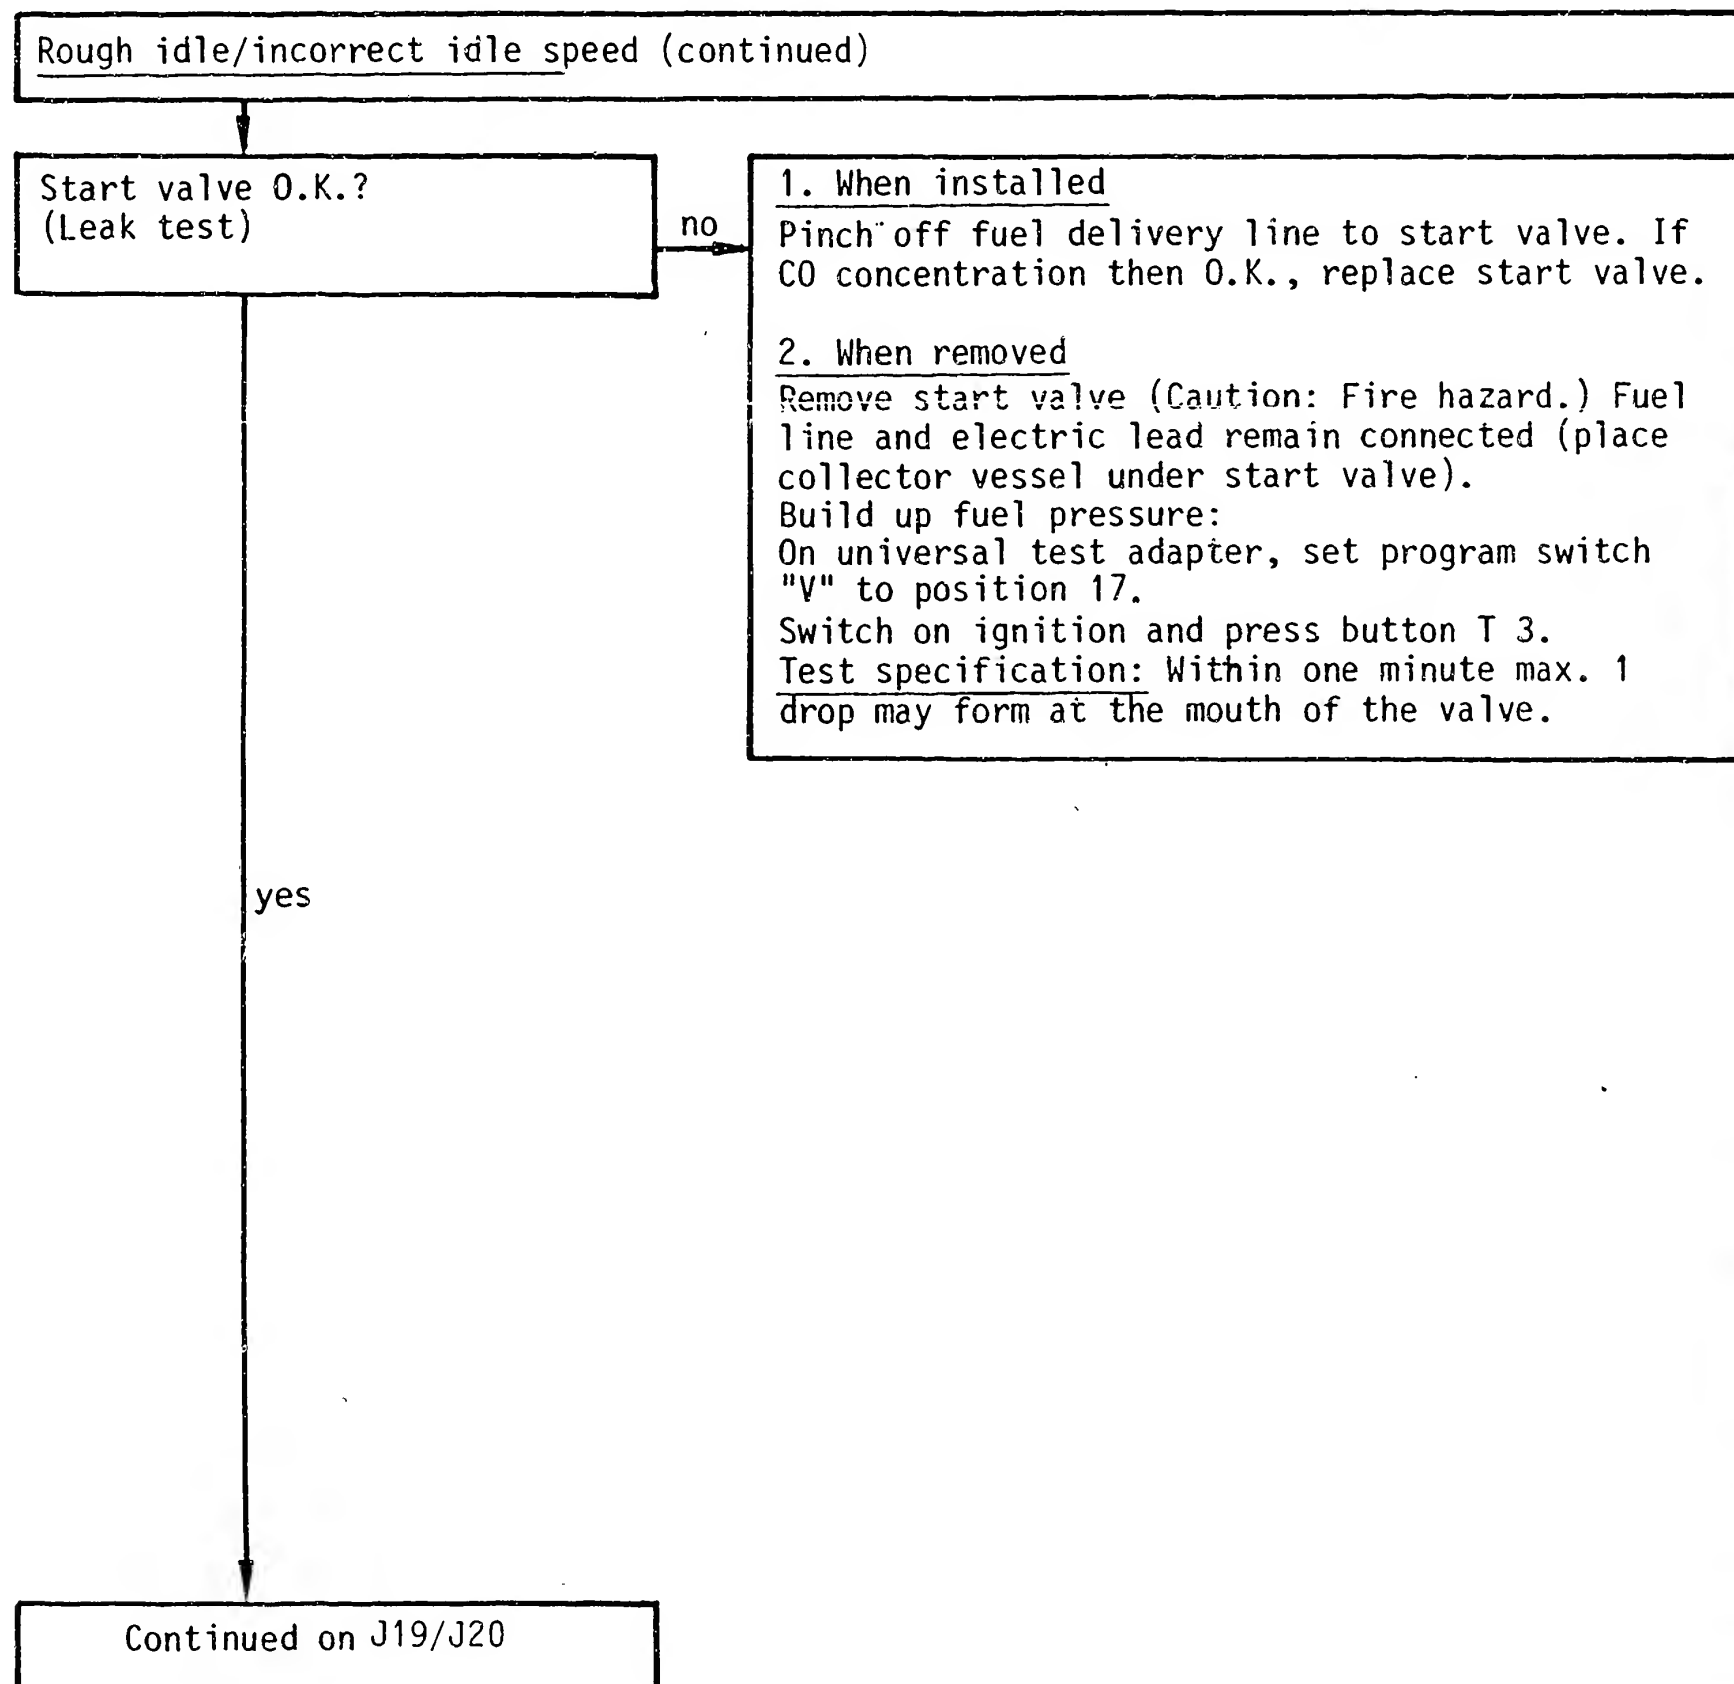 Rough idle/incorrect idle speed (continued)
Start valve O.K.?
(Leak test)
no
1. When installed
Pinch off fuel delivery line to start valve. If
CO concentration then O.K., replace start valve.
2. When removed
Remove start valve (Caution: Fire hazard.) Fuel
line and electric lead remain connected (place
collector vessel under start valve).
Build up fuel pressure:
On universal test adapter, set program switch
"V" to position 17.
Switch on ignition and press button T 3.
Test specification: Within one minute max. 1
drop may form at the mouth of the valve.
yes
Continued on J19/J20